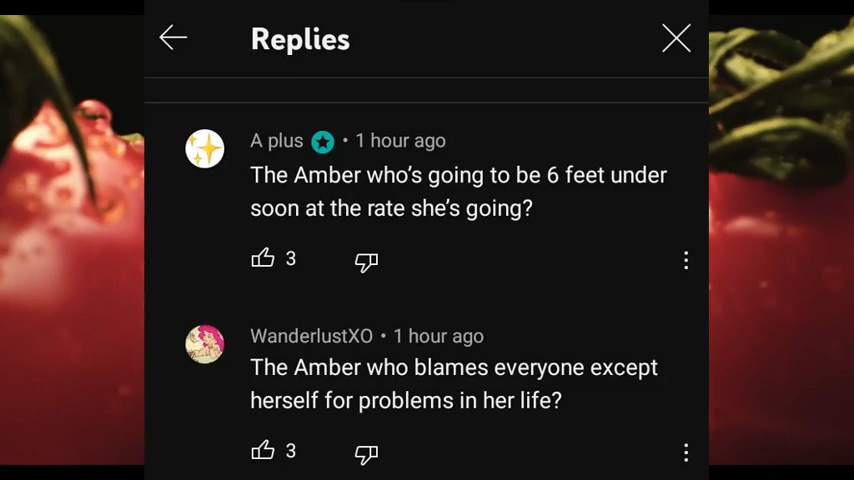 Replies
A plus • 1 hour ago
The Amber who's going to be 6 feet under
soon at the rate she's going?
3
WanderlustXO • 1 hour ago
The Amber who blames everyone except
herself for problems in her life?
3